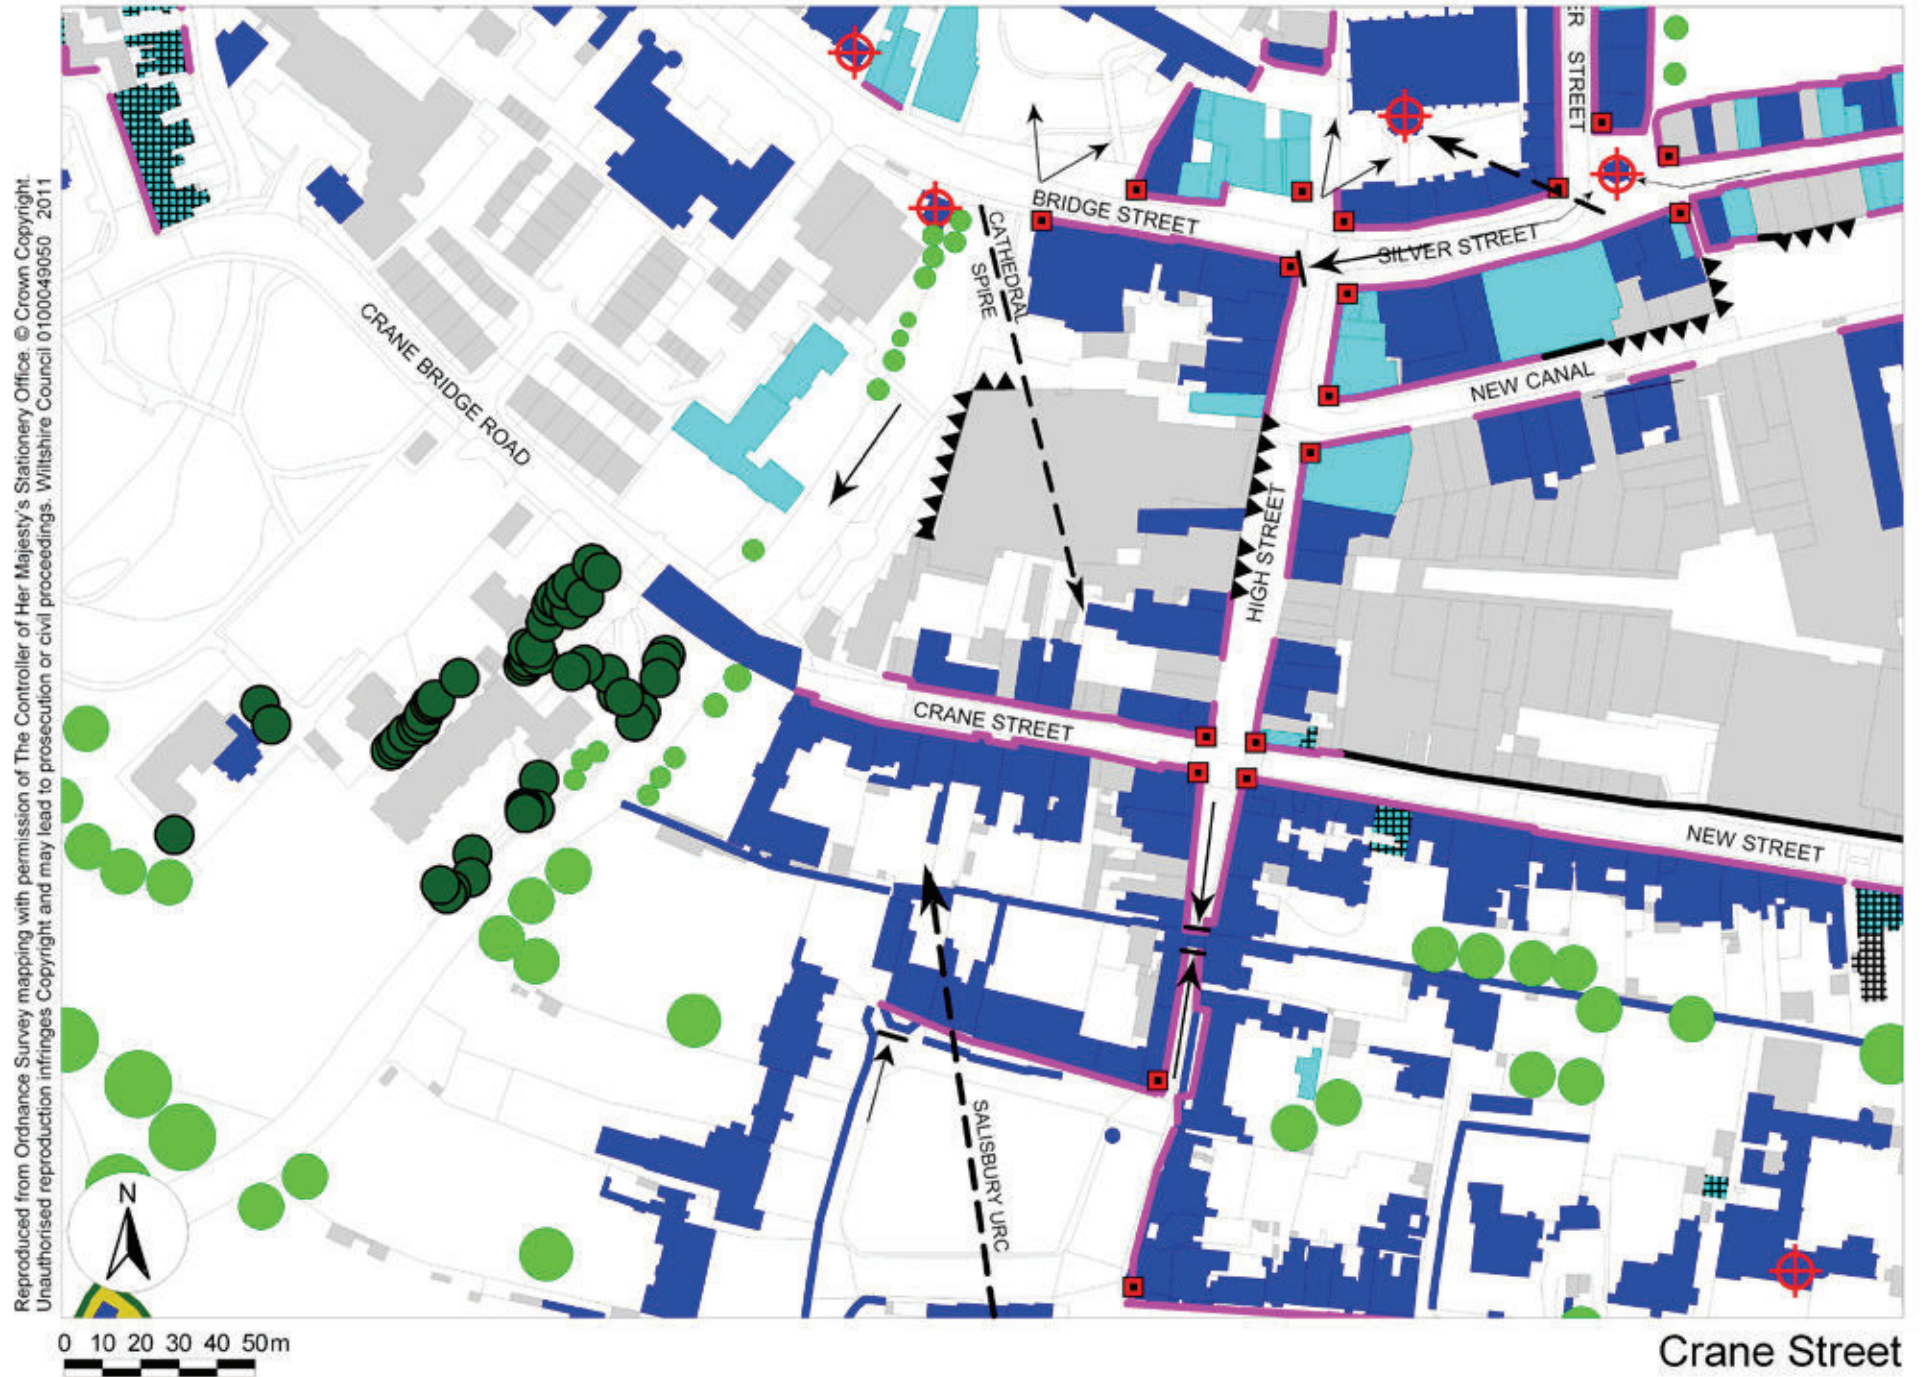 Reproduced from Ordnance Survey mapping with permission of The Controller of Her Majesty's Stationery Office. © Crown Copyright.
Unauthorised reproduction infringes Copyright and may lead to prosecution or civil proceedings. Wiltshire Council 0100049050 2011
ER STREET
BRIDGE STREET
SILVER STREET
CATHEDRAL
SPIRE
CRANE BRIDGE ROAD
NEW CANAL
HIGH STREET
CRANE STREET
NEW STREET
SALISBURY URC
N
0 10 20 30 40 50m
Crane Street